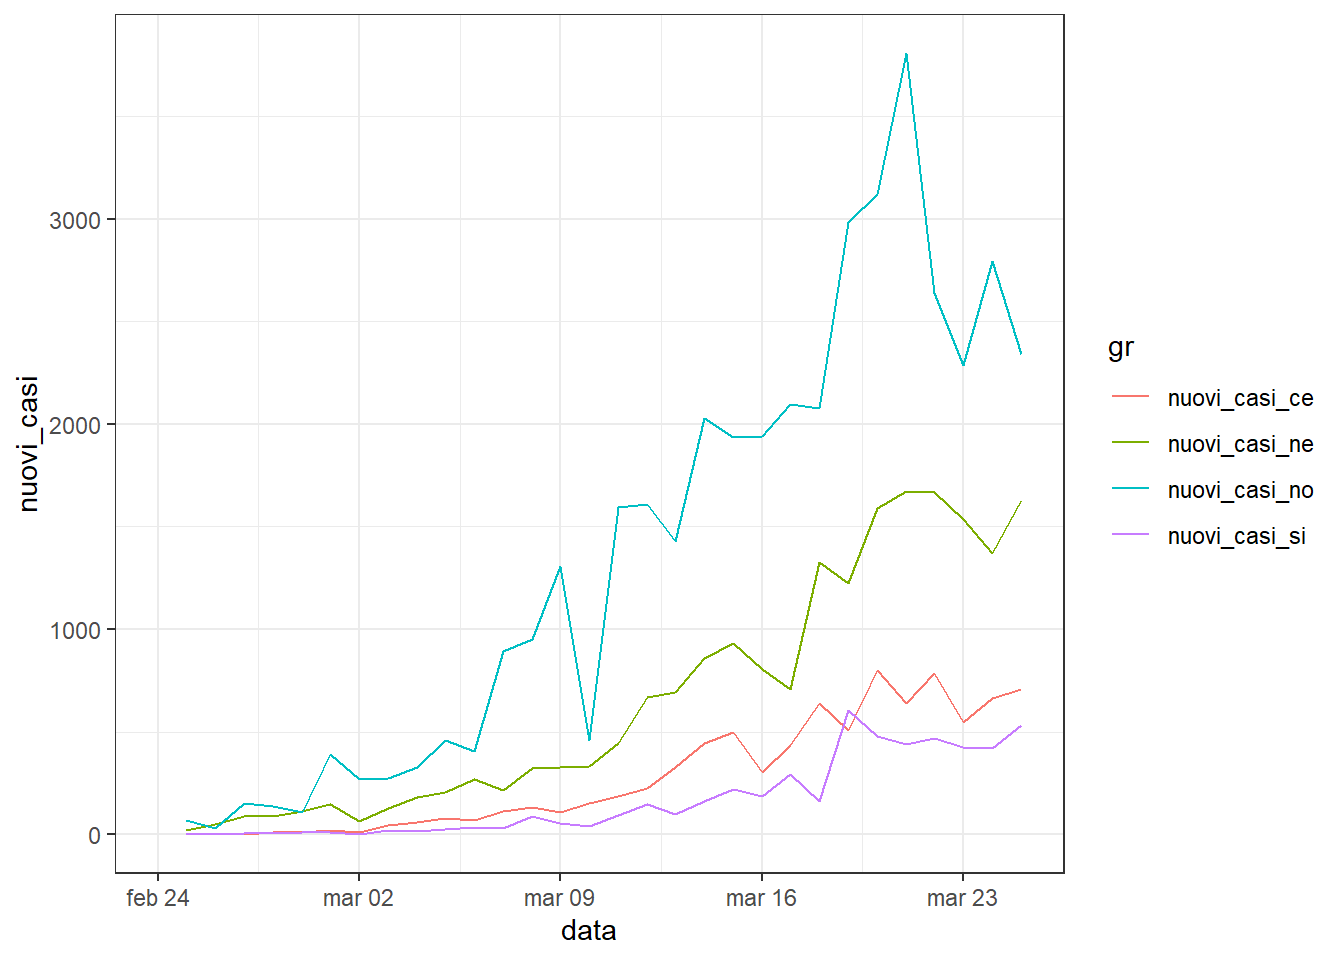 nuovi_casi
3000
2000
1000
0
feb 24
mar 02
mar 09
mar 16
mar 23
data
gr
nuovi_casi_ce
nuovi_casi_ne
nuovi_casi_no
nuovi_casi_si